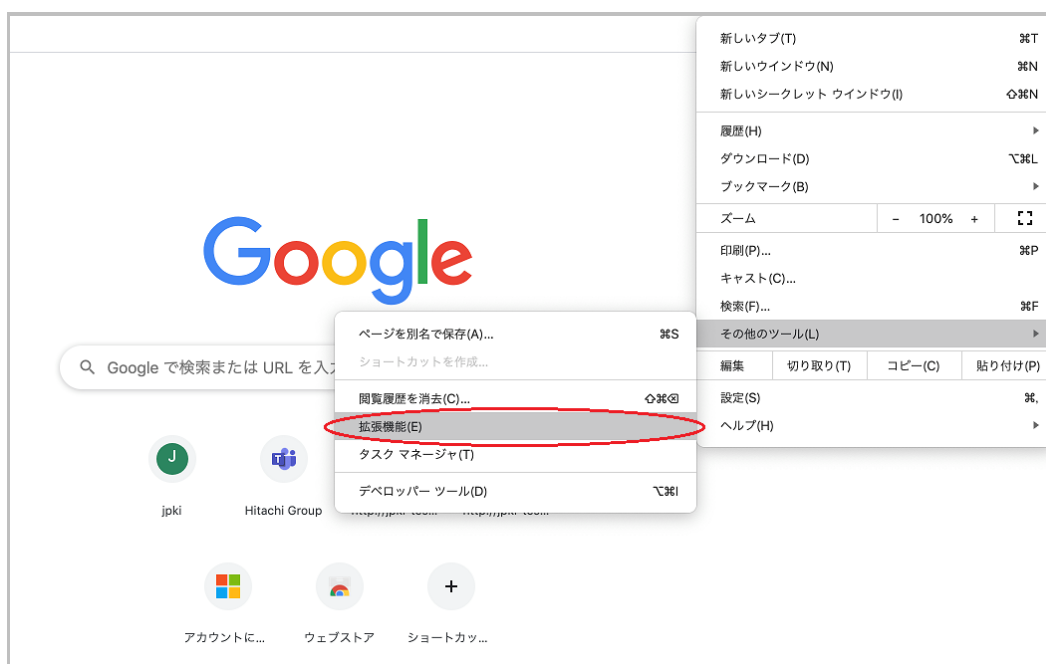 新しいタブ(T) ⌘T
新しいウインドウ(N) ⌘N
新しいシークレット ウインドウ(I) ⇧⌘N
履歴(H)
ダウンロード(D) ⌥⌘L
ブックマーク(B)
ズーム - 100% +
印刷(P)... ⌘P
キャスト(C)...
検索(F)... ⌘F
その他のツール(L)
編集 切り取り(T) コピー(C) 貼り付け(P)
設定(S) ⌘,
ヘルプ(H)
Google
ページを別名で保存(A)... ⌘S
ショートカットを作成...
閲覧履歴を消去(C)... ⇧⌘⌫
拡張機能(E)
タスク マネージャ(T)
デベロッパー ツール(D) ⌥⌘I
Google で検索または URL を入
J
T
jpki
Hitachi Group
アカウントに...
ウェブストア
ショートカッ...